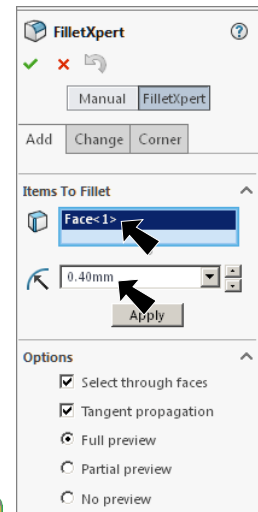 FilletXpert
Manual FilletXpert
Add Change Corner
Items To Fillet
Face<1>
0.40mm
Apply
Options
Select through faces
Tangent propagation
Full preview
Partial preview
No preview